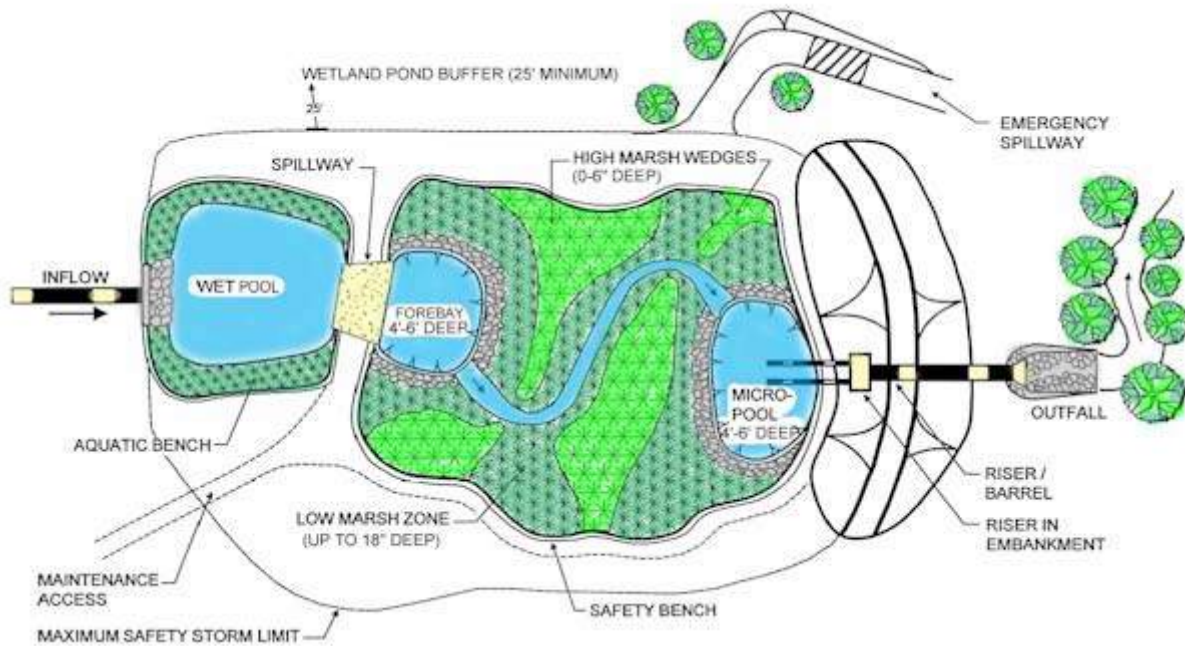 WETLAND POND BUFFER (25' MINIMUM)
25'
SPILLWAY
HIGH MARSH WEDGES
(0-6" DEEP)
EMERGENCY
SPILLWAY
INFLOW
WET POOL
FOREBAY
4'-6' DEEP
MICRO-
POOL
4'-6' DEEP
OUTFALL
AQUATIC BENCH
RISER /
BARREL
LOW MARSH ZONE
(UP TO 18" DEEP)
RISER IN
EMBANKMENT
MAINTENANCE
ACCESS
SAFETY BENCH
MAXIMUM SAFETY STORM LIMIT